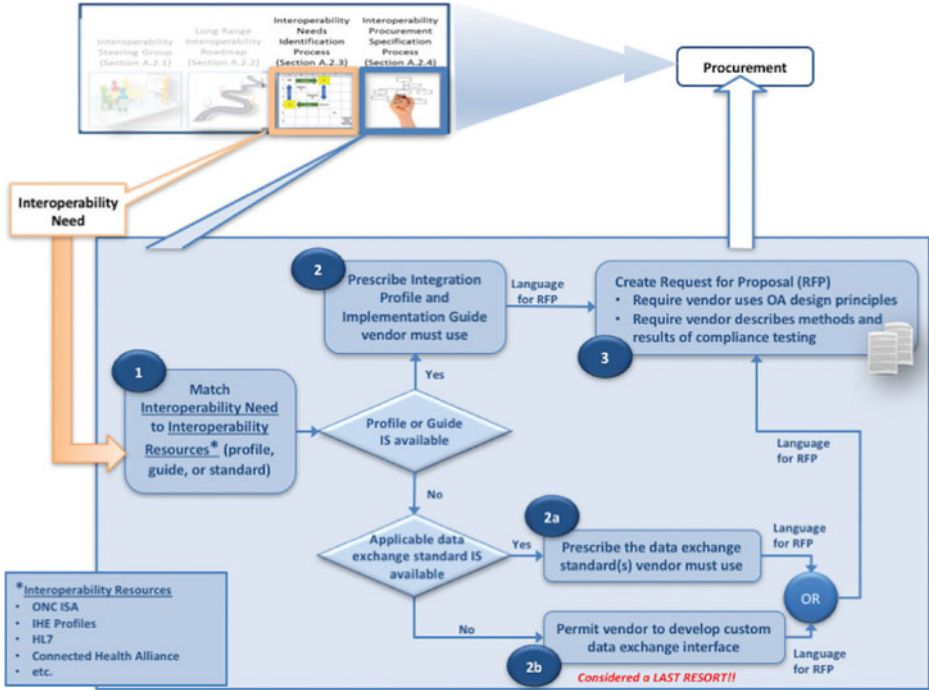 Interoperability
Steering Group
(Section A.2.1)
Long Range
Interoperability
Roadmap
(Section A.2.2)
Interoperability
Needs
Identification
Process
(Section A.2.3)
Interoperability
Procurement
Specification
Process
(Section A.2.4)
Procurement
Interoperability
Need
2
Prescribe Integration
Profile and
Implementation Guide
vendor must use
Language
for RFP
Create Request for Proposal (RFP)
• Require vendor uses OA design principles
• Require vendor describes methods and
results of compliance testing
3
1
Match
Interoperability Need
to Interoperability
Resources* (profile,
guide, or standard)
Yes
Profile or Guide
IS available
No
Language
for RFP
Applicable data
exchange standard IS
available
Yes
2a
Prescribe the data exchange
standard(s) vendor must use
Language
for RFP
OR
No
Permit vendor to develop custom
data exchange interface
2b
Considered a LAST RESORT!!
Language
for RFP
*Interoperability Resources
• ONC ISA
• IHE Profiles
• HL7
• Connected Health Alliance
• etc.